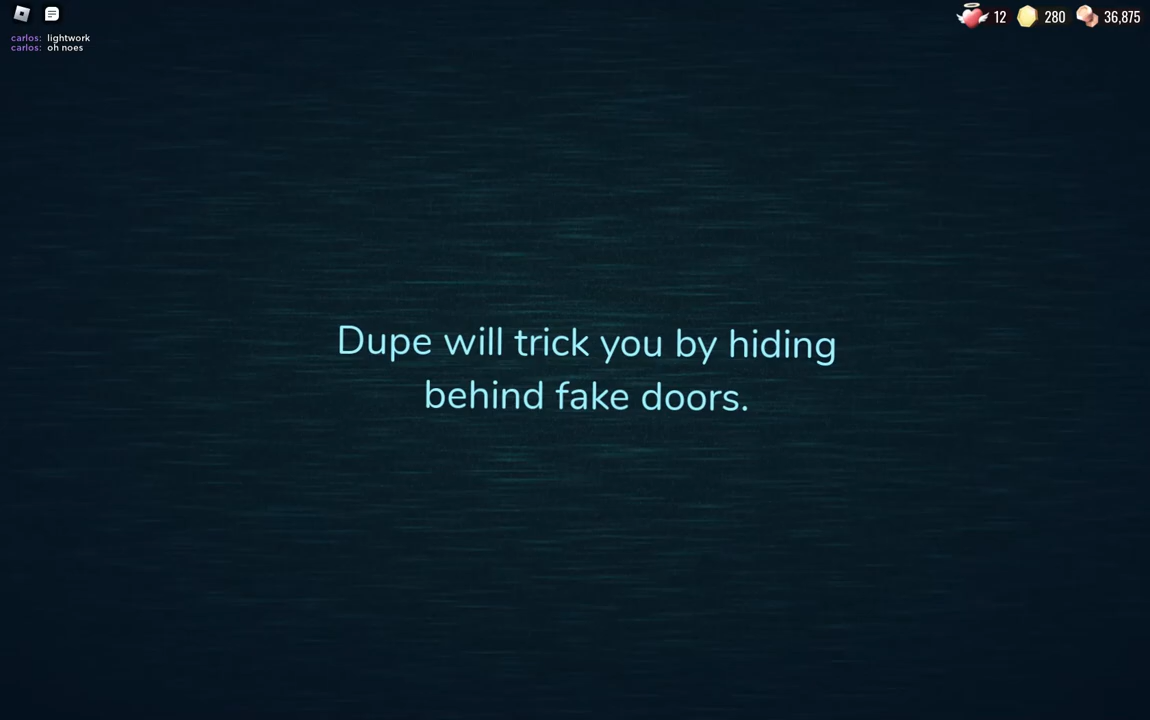 12 280 36,875
carlos: lightwork
carlos: oh noes
Dupe will trick you by hiding
behind fake doors.